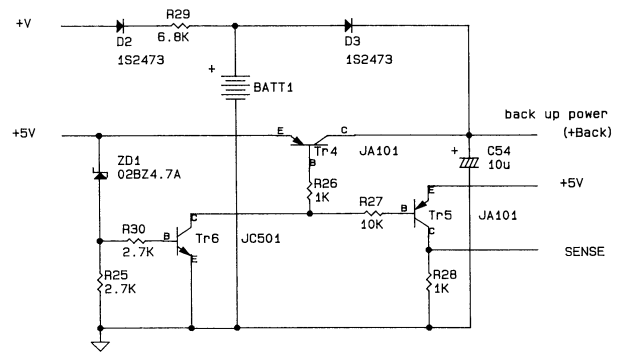 +V
D2
1S2473
R29
6.8K
D3
1S2473
+
BATT1
+5V
E
C
Tr4
JA101
B
back up power
(+Back)
+
C54
10u
ZD1
02BZ4.7A
R26
1K
R27
10K
B
E
Tr5
JA101
C
+5V
SENSE
R30
2.7K
B
C
Tr6
JC501
E
R25
2.7K
R28
1K